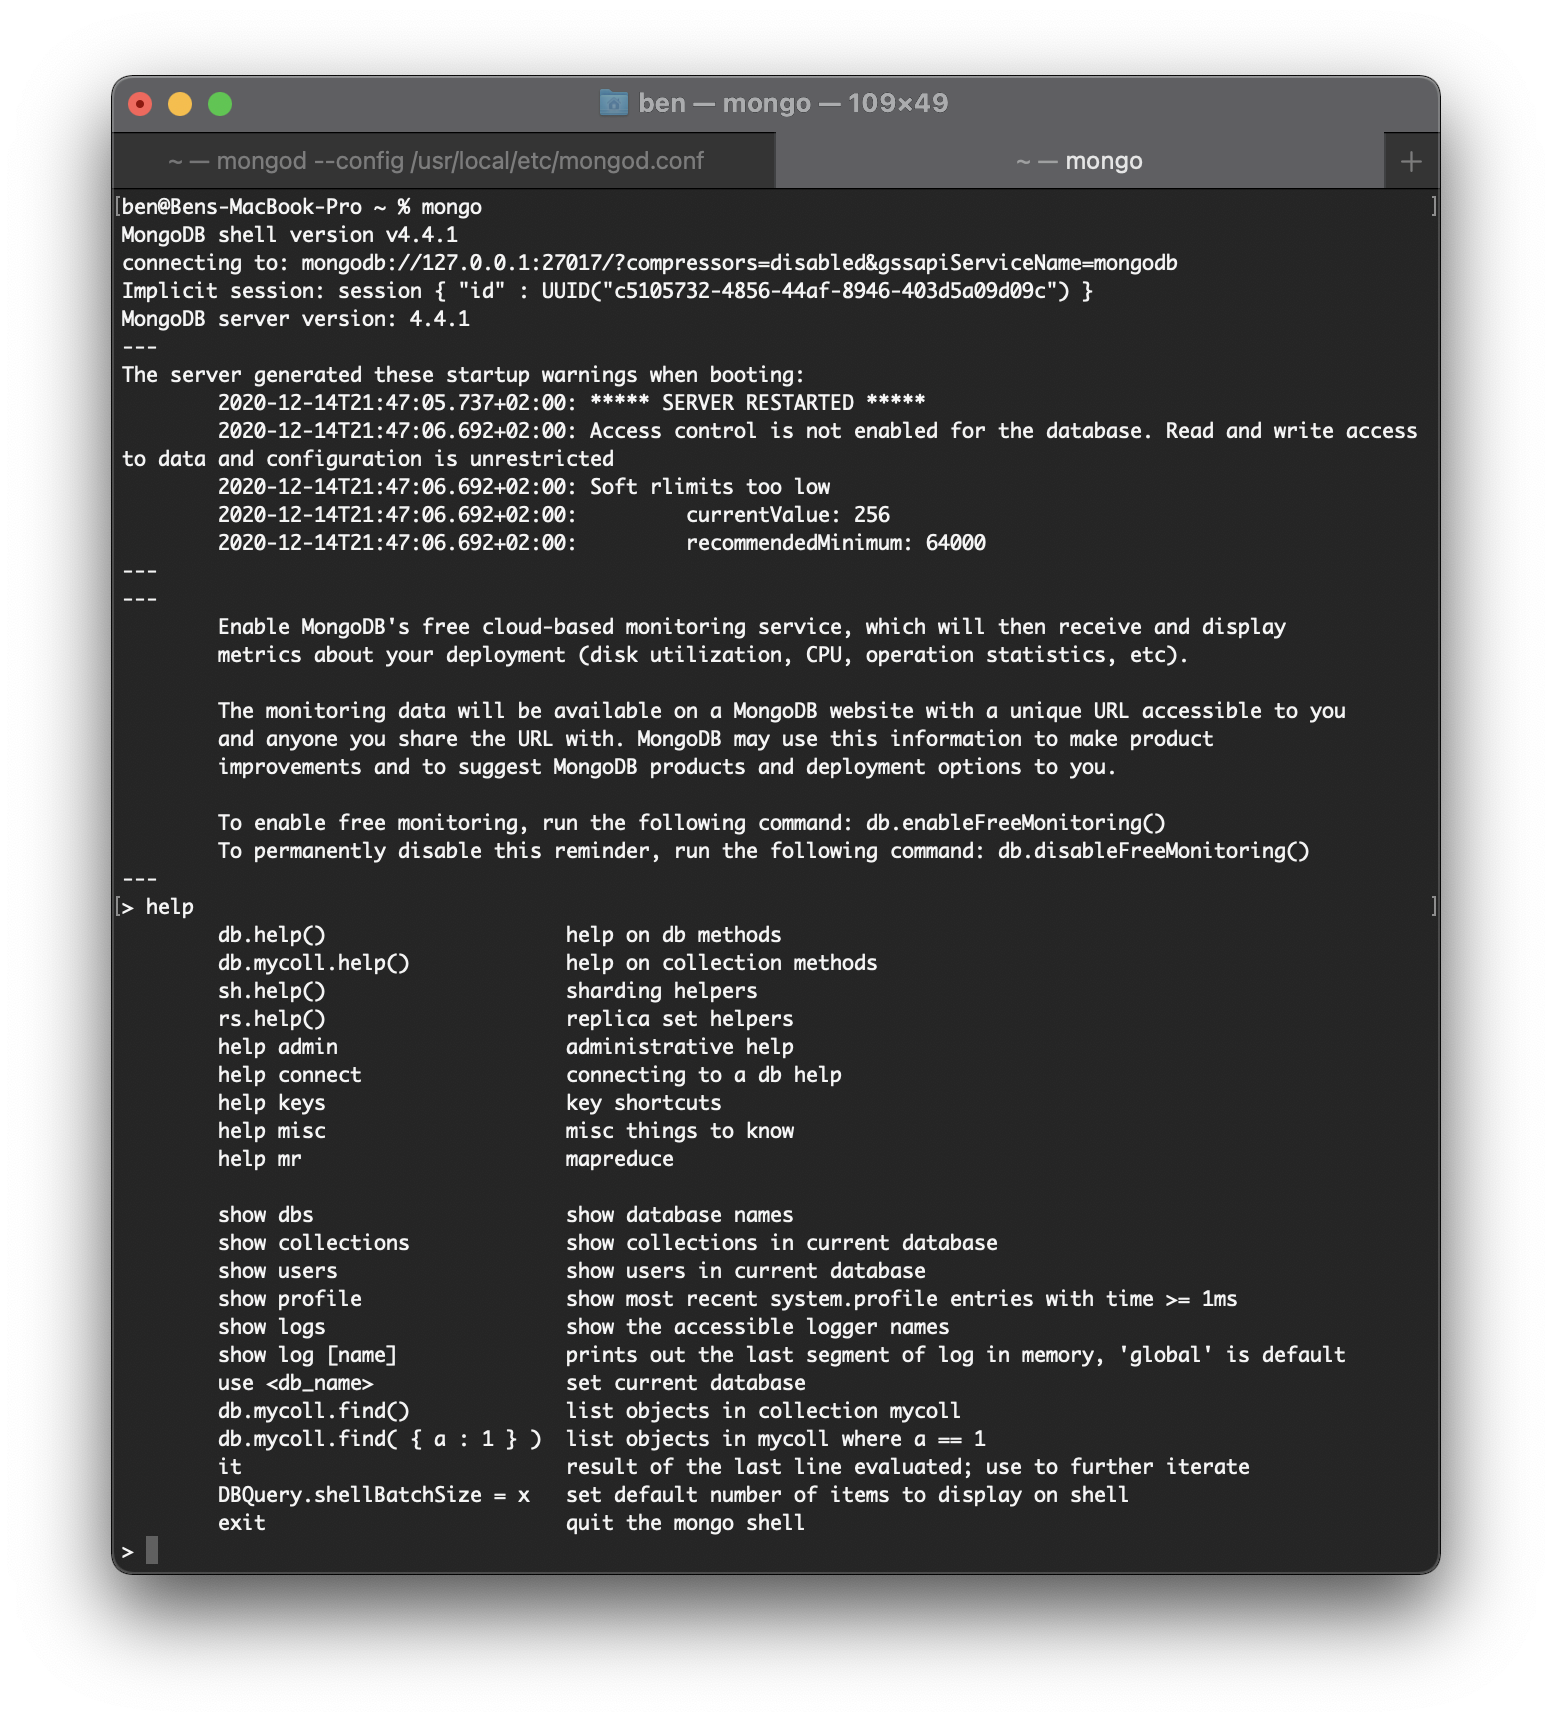 ben — mongo — 109×49
~ — mongod --config /usr/local/etc/mongod.conf
~ — mongo
+
[ben@Bens-MacBook-Pro ~ % mongo ]
MongoDB shell version v4.4.1
connecting to: mongodb://127.0.0.1:27017/?compressors=disabled&gssapiServiceName=mongodb
Implicit session: session { "id" : UUID("c5105732-4856-44af-8946-403d5a09d09c") }
MongoDB server version: 4.4.1
---
The server generated these startup warnings when booting:
        2020-12-14T21:47:05.737+02:00: ***** SERVER RESTARTED *****
        2020-12-14T21:47:06.692+02:00: Access control is not enabled for the database. Read and write access
to data and configuration is unrestricted
        2020-12-14T21:47:06.692+02:00: Soft rlimits too low
        2020-12-14T21:47:06.692+02:00:         currentValue: 256
        2020-12-14T21:47:06.692+02:00:         recommendedMinimum: 64000
---
---
        Enable MongoDB's free cloud-based monitoring service, which will then receive and display
        metrics about your deployment (disk utilization, CPU, operation statistics, etc).

        The monitoring data will be available on a MongoDB website with a unique URL accessible to you
        and anyone you share the URL with. MongoDB may use this information to make product
        improvements and to suggest MongoDB products and deployment options to you.

        To enable free monitoring, run the following command: db.enableFreeMonitoring()
        To permanently disable this reminder, run the following command: db.disableFreeMonitoring()
---
[> help ]
        db.help()                    help on db methods
        db.mycoll.help()             help on collection methods
        sh.help()                    sharding helpers
        rs.help()                    replica set helpers
        help admin                   administrative help
        help connect                 connecting to a db help
        help keys                    key shortcuts
        help misc                    misc things to know
        help mr                      mapreduce

        show dbs                     show database names
        show collections             show collections in current database
        show users                   show users in current database
        show profile                 show most recent system.profile entries with time >= 1ms
        show logs                    show the accessible logger names
        show log [name]              prints out the last segment of log in memory, 'global' is default
        use <db_name>                set current database
        db.mycoll.find()             list objects in collection mycoll
        db.mycoll.find( { a : 1 } )  list objects in mycoll where a == 1
        it                           result of the last line evaluated; use to further iterate
        DBQuery.shellBatchSize = x   set default number of items to display on shell
        exit                         quit the mongo shell
>